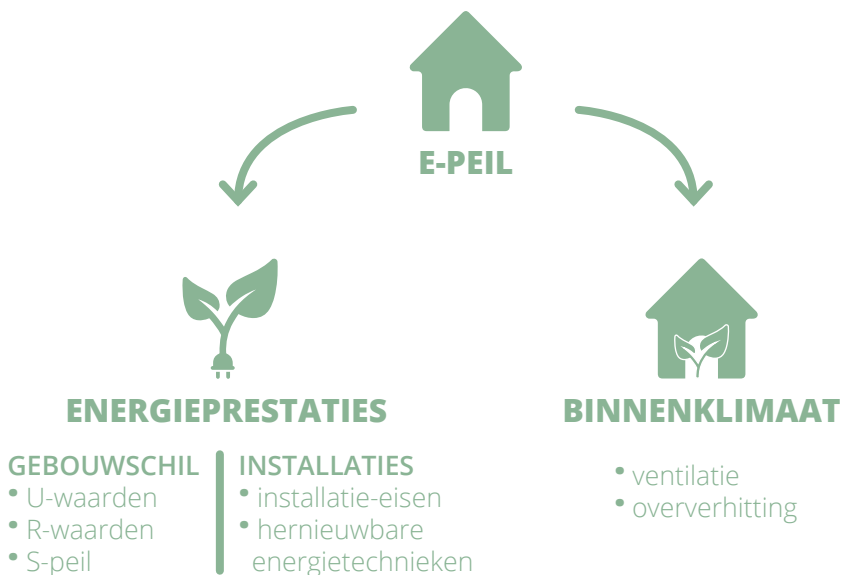 E-PEIL
ENERGIEPRESTATIES
GEBOUWSCHIL
• U-waarden
• R-waarden
• S-peil
INSTALLATIES
• installatie-eisen
• hernieuwbare
energietechnieken
BINNENKLIMAAT
• ventilatie
• oververhitting